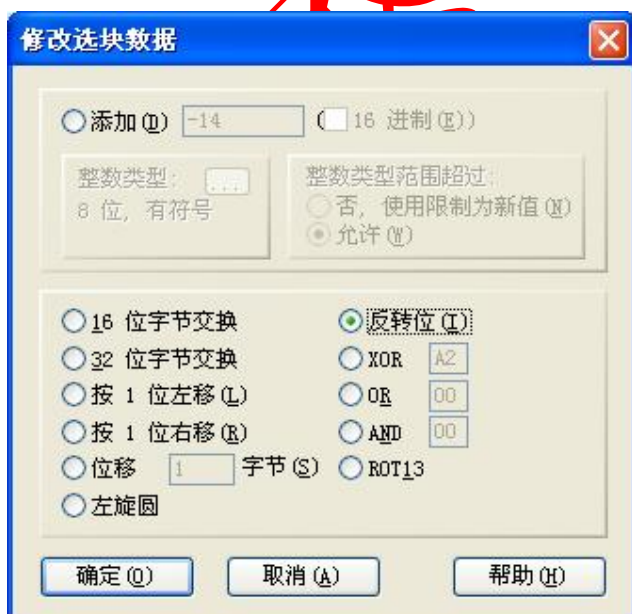 修改选块数据
添加(D) -14 ( 16 进制(E))
整数类型: ...
8 位, 有符号
整数类型范围超过:
否, 使用限制为新值(N)
允许(W)
16 位字节交换
32 位字节交换
按 1 位左移(L)
按 1 位右移(R)
位移 1 字节(S)
左旋圆
反转位(I)
XOR A2
OR 00
AND 00
ROT13
确定(O) 取消(A) 帮助(H)